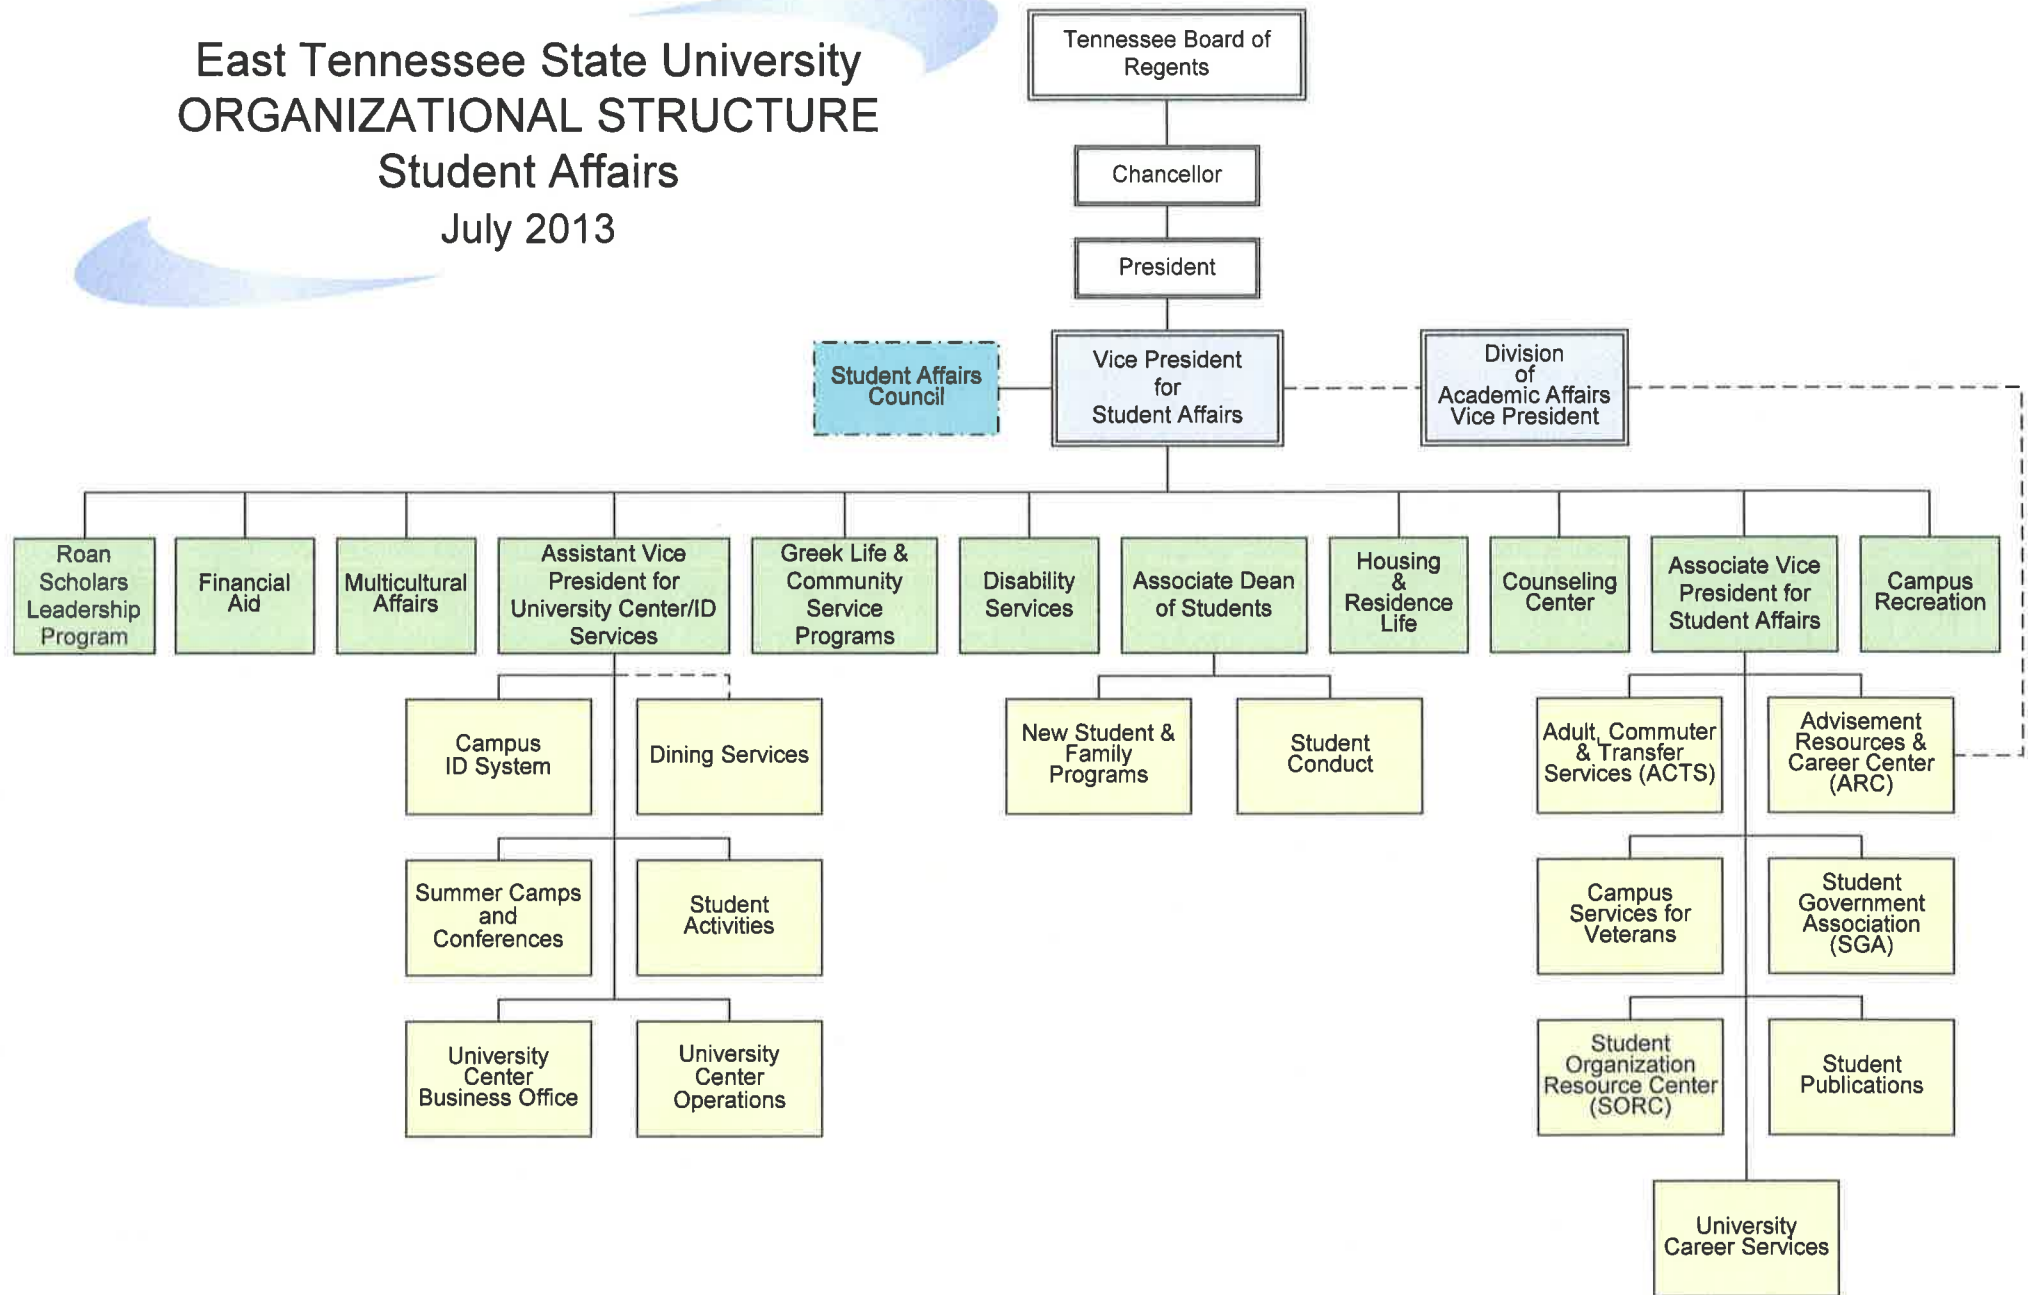 East Tennessee State University
ORGANIZATIONAL STRUCTURE
Student Affairs
July 2013
Tennessee Board of
Regents
Chancellor
President
Student Affairs
Council
Vice President
for
Student Affairs
Division
of
Academic Affairs
Vice President
Roan
Scholars
Leadership
Program
Financial
Aid
Multicultural
Affairs
Assistant Vice
President for
University Center/ID
Services
Greek Life &
Community
Service
Programs
Disability
Services
Associate Dean
of Students
Housing
&
Residence
Life
Counseling
Center
Associate Vice
President for
Student Affairs
Campus
Recreation
Campus
ID System
Dining Services
New Student &
Family
Programs
Student
Conduct
Adult, Commuter
& Transfer
Services (ACTS)
Advisement
Resources &
Career Center
(ARC)
Summer Camps
and
Conferences
Student
Activities
Campus
Services for
Veterans
Student
Government
Association
(SGA)
University
Center
Business Office
University
Center
Operations
Student
Organization
Resource Center
(SORC)
Student
Publications
University
Career Services